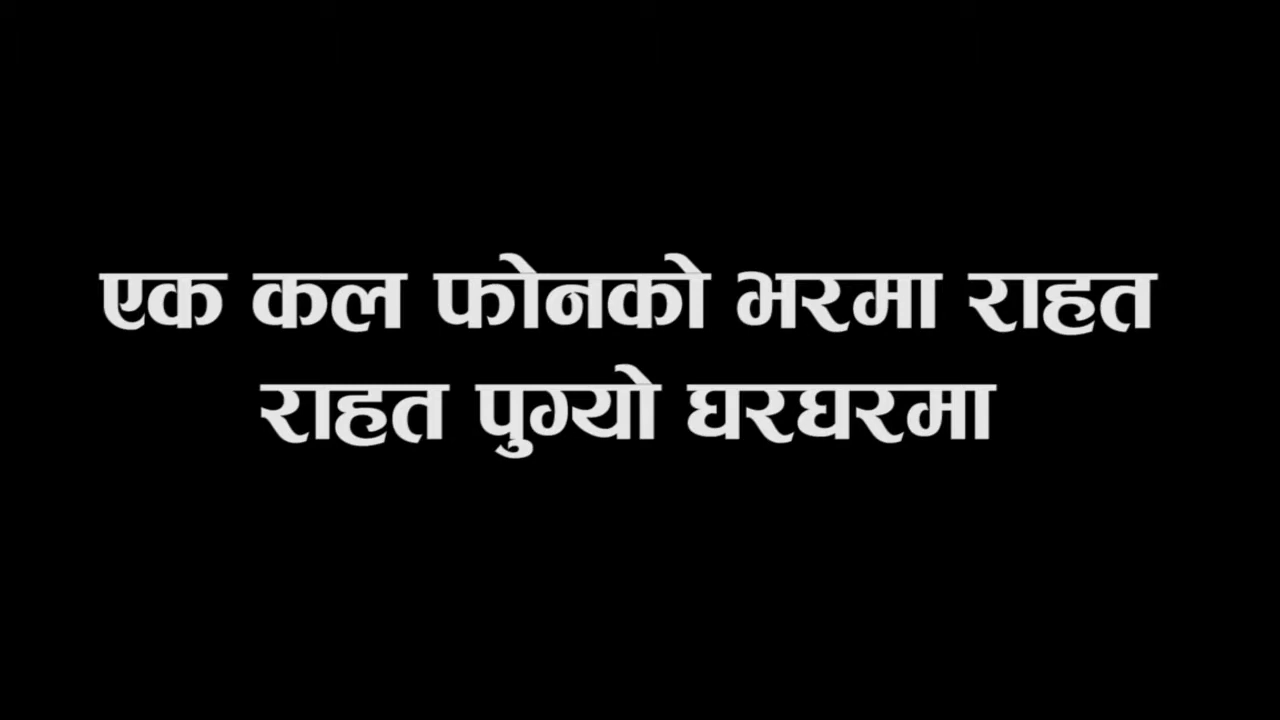 एक कल फोनको भरमा राहत
राहत पुग्यो घरघरमा